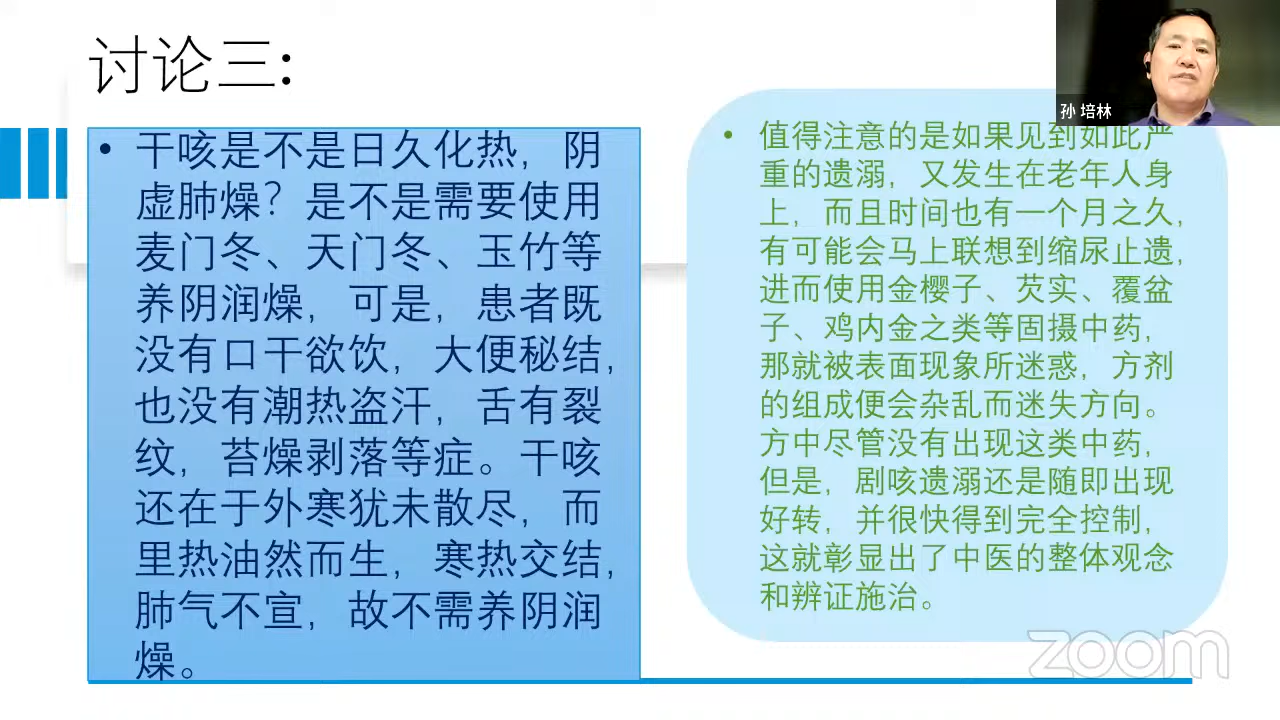 讨论三:
• 干咳是不是日久化热，阴
虚肺燥？是不是需要使用
麦门冬、天门冬、玉竹等
养阴润燥，可是，患者既
没有口干欲饮，大便秘结，
也没有潮热盗汗，舌有裂
纹，苔燥剥落等症。干咳
还在于外寒犹未散尽，而
里热油然而生，寒热交结，
肺气不宣，故不需养阴润
燥。
• 值得注意的是如果见到如此严
重的遗溺，又发生在老年人身
上，而且时间也有一个月之久，
有可能会马上联想到缩尿止遗，
进而使用金樱子、芡实、覆盆
子、鸡内金之类等固摄中药，
那就被表面现象所迷惑，方剂
的组成便会杂乱而迷失方向。
方中尽管没有出现这类中药，
但是，剧咳遗溺还是随即出现
好转，并很快得到完全控制，
这就彰显出了中医的整体观念
和辨证施治。
孙 培林
zoom